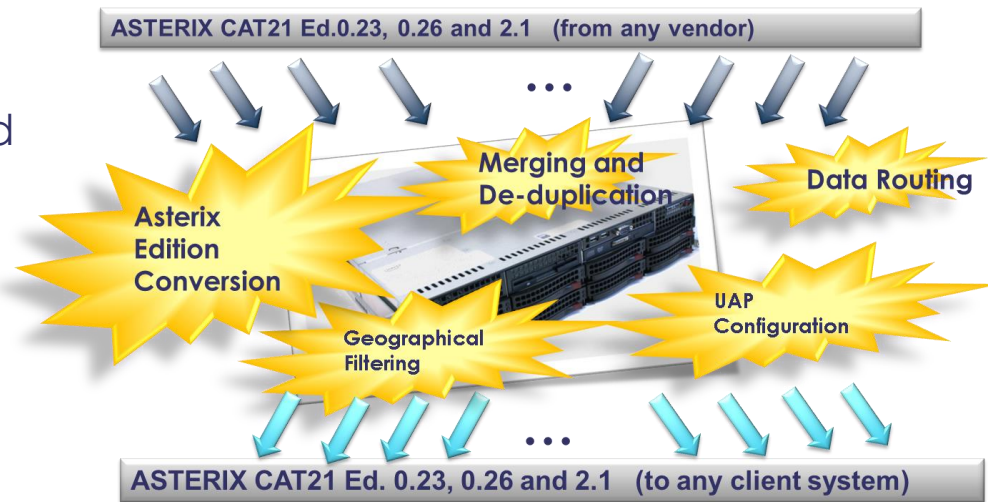 ASTERIX CAT21 Ed.0.23, 0.26 and 2.1 (from any vendor)
...
d
Merging and
De-duplication
Data Routing
Asterix
Edition
Conversion
UAP
Configuration
Geographical
Filtering
...
ASTERIX CAT21 Ed. 0.23, 0.26 and 2.1 (to any client system)